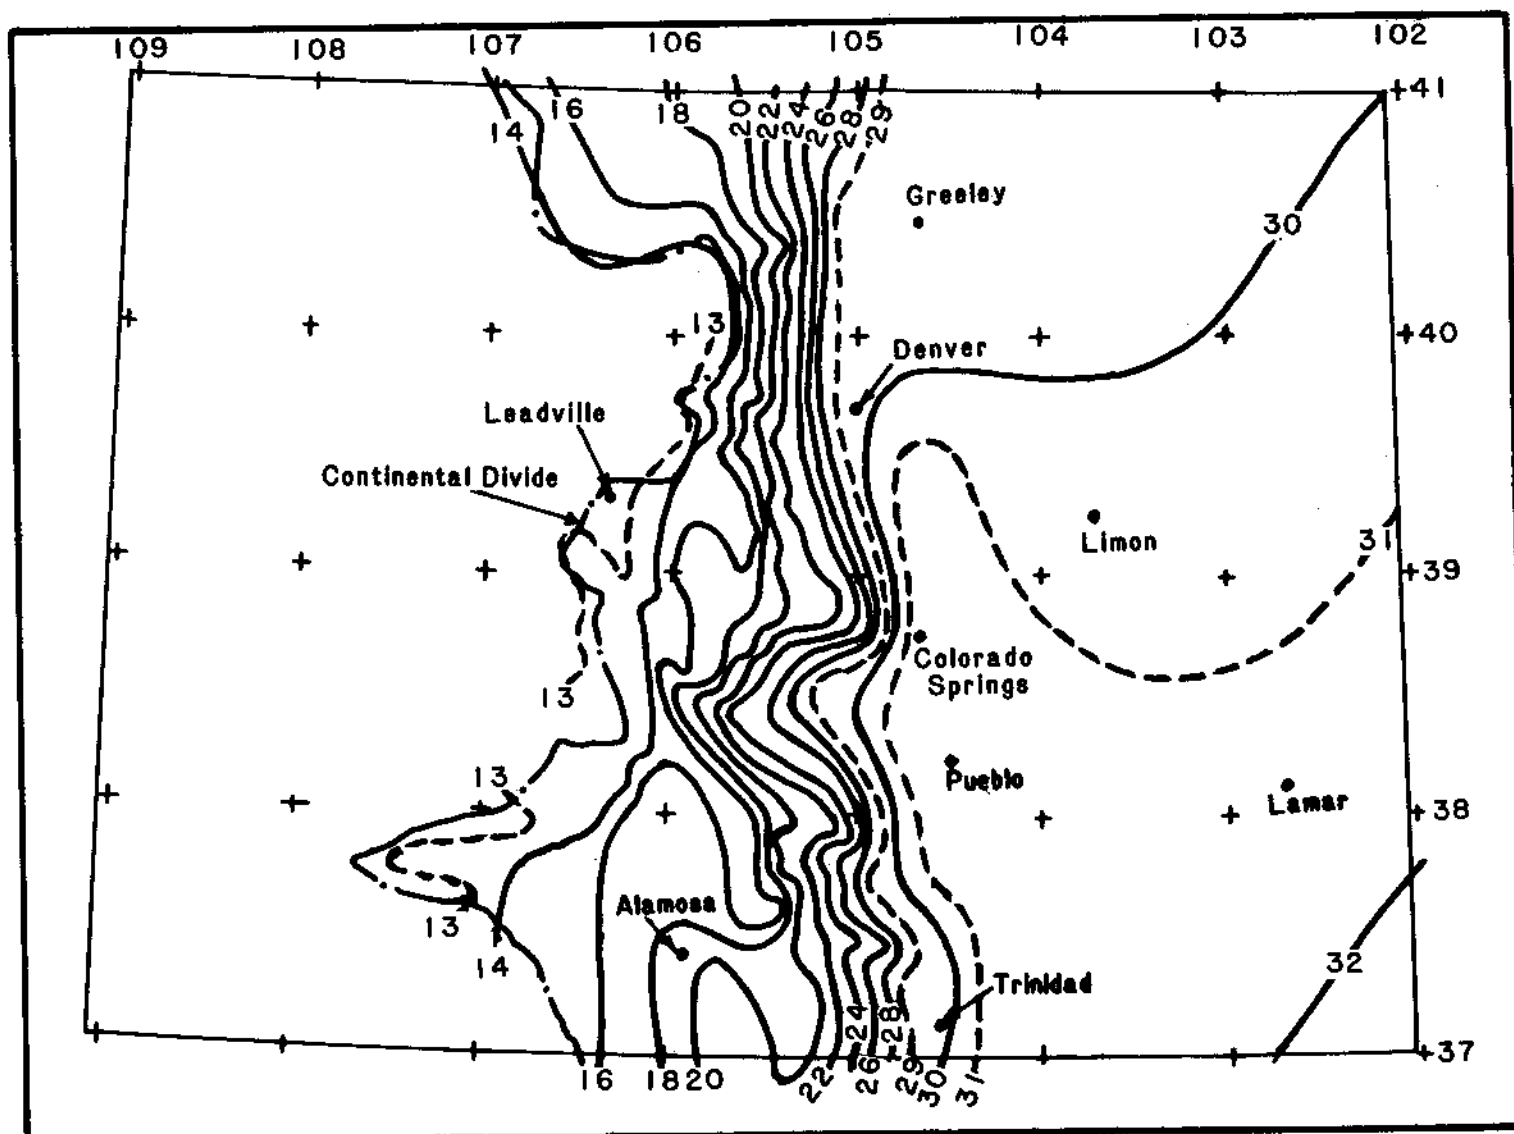 109 108 107 106 105 104 103 102
41
14 16 18 20 22 24 26 28 29
Greeley
30
13
40
Denver
Leadville
Continental Divide
Limon
31
39
Colorado
Springs
13
13
Pueblo
Lamar
38
Alamosa
13
14
32
Trinidad
24 28
37
16 18 20 22 26 29 30 31